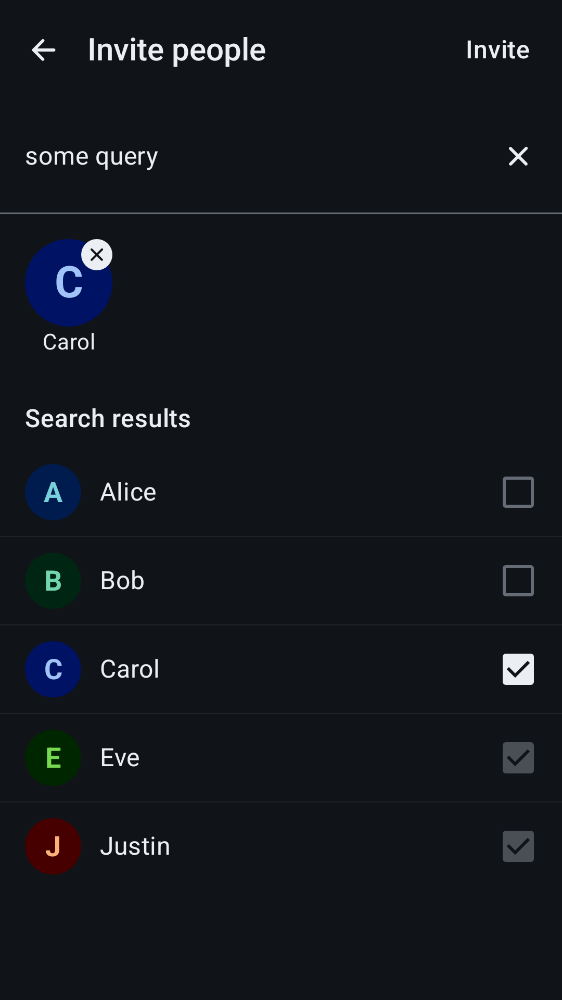 Invite people Invite
some query
C
Carol
Search results
A Alice
B Bob
C Carol
E Eve
J Justin